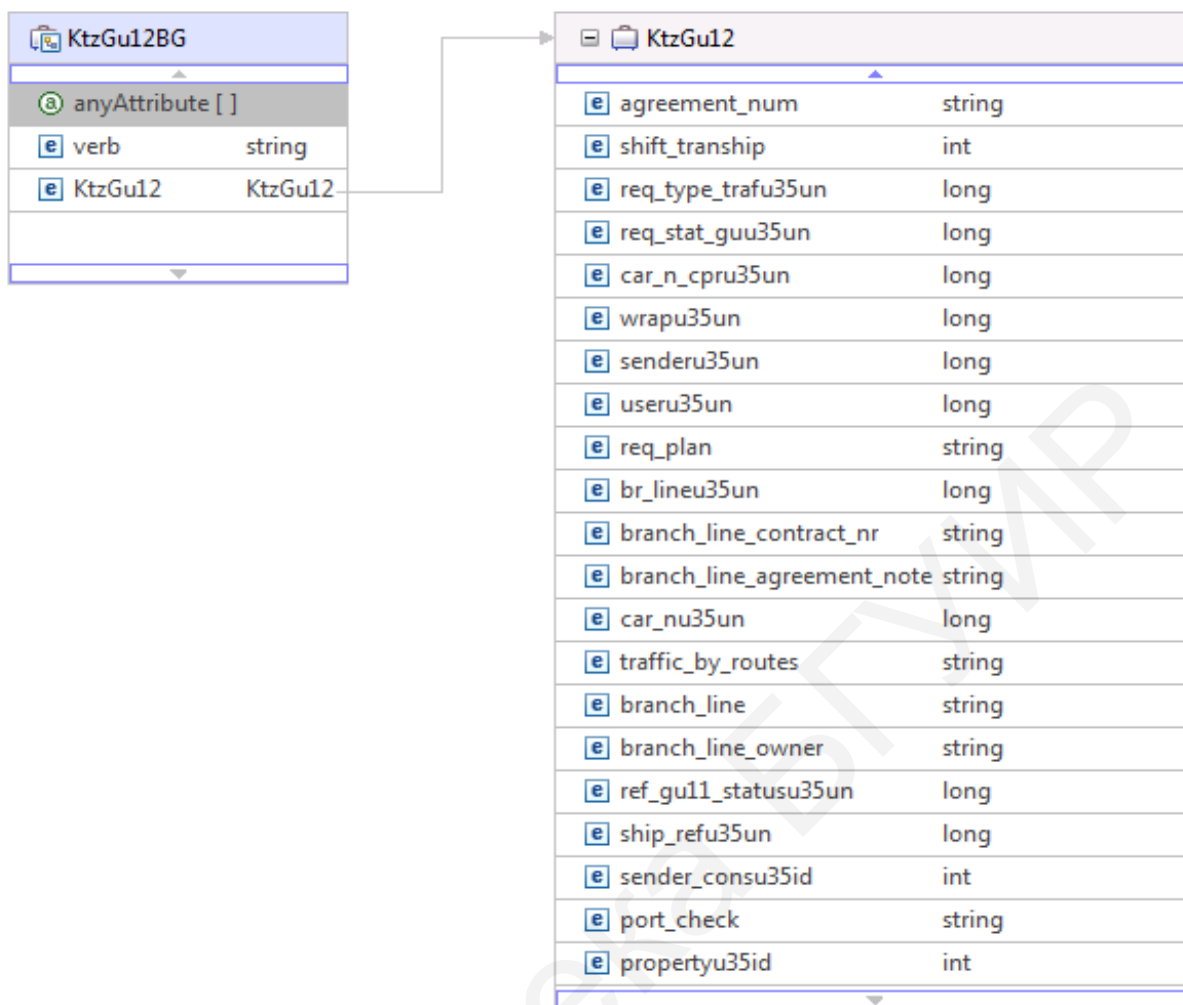 KtzGu12BG
anyAttribute [ ]
verb string
KtzGu12 KtzGu12
KtzGu12
agreement_num string
shift_tranship int
req_type_trafu35un long
req_stat_guu35un long
car_n_cpru35un long
wrapu35un long
senderu35un long
useru35un long
req_plan string
br_lineu35un long
branch_line_contract_nr string
branch_line_agreement_note string
car_nu35un long
traffic_by_routes string
branch_line string
branch_line_owner string
ref_gu11_statusu35un long
ship_refu35un long
sender_consu35id int
port_check string
propertyu35id int
БГУИР